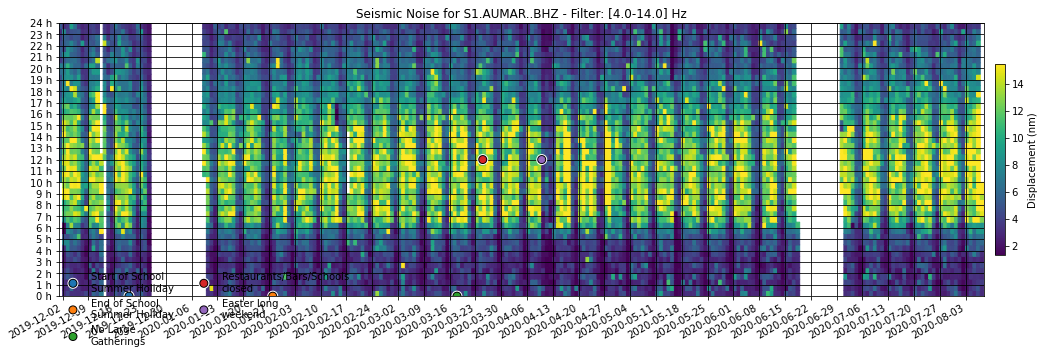 Seismic Noise for S1.AUMAR..BHZ - Filter: [4.0-14.0] Hz
24 h
23 h
22 h
21 h
20 h
19 h
18 h
17 h
16 h
15 h
14 h
13 h
12 h
11 h
10 h
9 h
8 h
7 h
6 h
5 h
4 h
3 h
2 h
1 h
0 h
14
12
10
8
6
4
2
Displacement (nm)
Start of School
Summer Holiday
End of School
Summer Holiday
No Large
Gatherings
Restaurants/Bars/Schools
closed
Easter long
weekend
2019-12-02
2020-01-27
2020-02-03
2020-02-10
2020-02-17
2020-02-24
2020-03-02
2020-03-09
2020-03-16
2020-03-23
2020-03-30
2020-04-06
2020-04-13
2020-04-20
2020-04-27
2020-05-04
2020-05-11
2020-05-18
2020-05-25
2020-06-01
2020-06-08
2020-06-15
2020-06-22
2020-06-29
2020-07-06
2020-07-13
2020-07-20
2020-07-27
2020-08-03